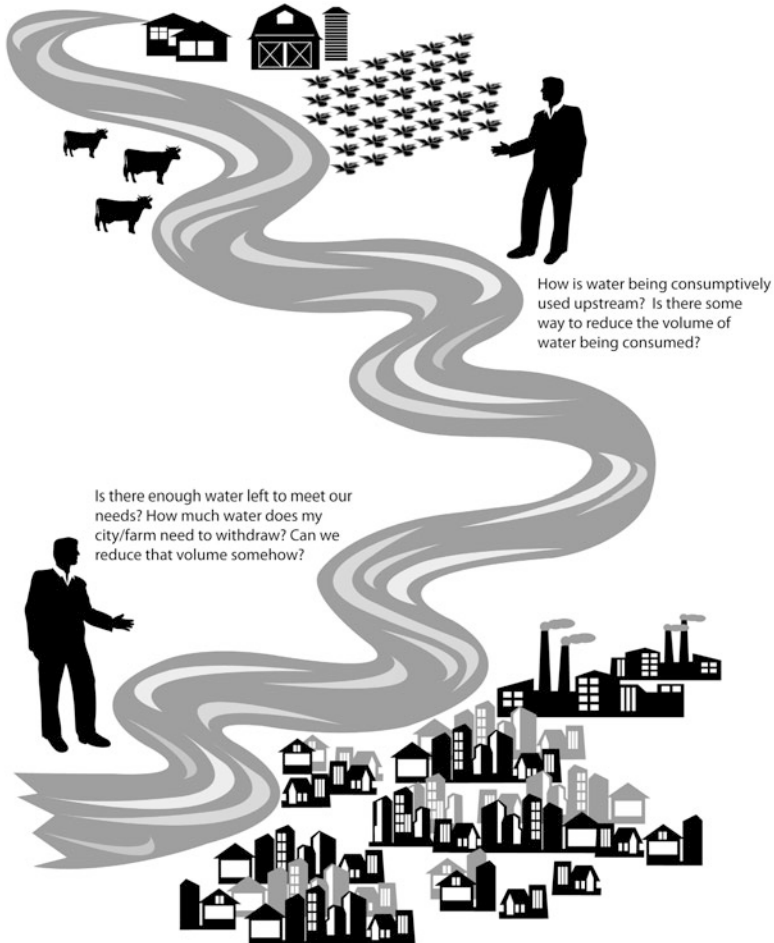 How is water being consumptively
used upstream?  Is there some
way to reduce the volume of
water being consumed?
Is there enough water left to meet our
needs? How much water does my
city/farm need to withdraw? Can we
reduce that volume somehow?